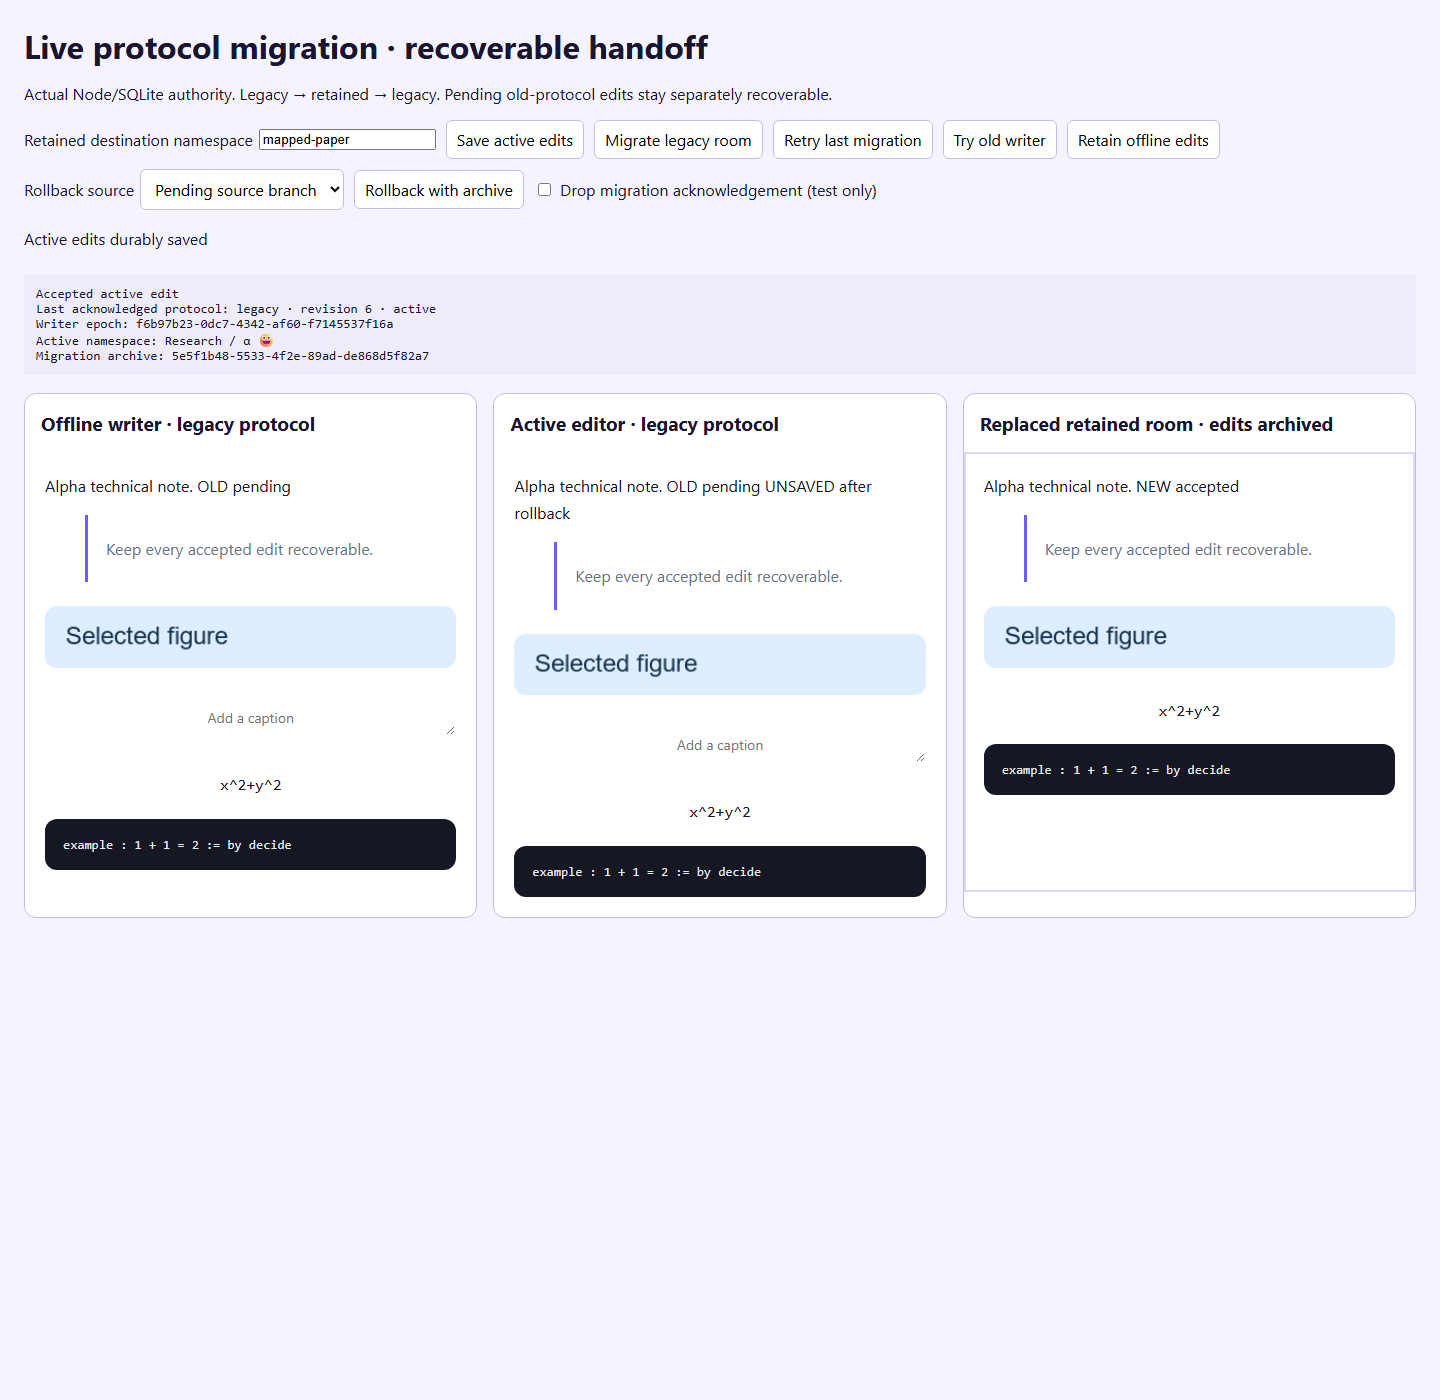 Live protocol migration · recoverable handoff
Actual Node/SQLite authority. Legacy → retained → legacy. Pending old-protocol edits stay separately recoverable.
Retained destination namespace mapped-paper Save active edits Migrate legacy room Retry last migration Try old writer Retain offline edits
Rollback source Pending source branch Rollback with archive Drop migration acknowledgement (test only)
Active edits durably saved
Accepted active edit
Last acknowledged protocol: legacy · revision 6 · active
Writer epoch: f6b97b23-0dc7-4342-af60-f7145537f16a
Active namespace: Research / α 😀
Migration archive: 5e5f1b48-5533-4f2e-89ad-de868d5f82a7
Offline writer · legacy protocol
Alpha technical note. OLD pending
Keep every accepted edit recoverable.
Selected figure
Add a caption
x^2+y^2
example : 1 + 1 = 2 := by decide
Active editor · legacy protocol
Alpha technical note. OLD pending UNSAVED after
rollback
Keep every accepted edit recoverable.
Selected figure
Add a caption
x^2+y^2
example : 1 + 1 = 2 := by decide
Replaced retained room · edits archived
Alpha technical note. NEW accepted
Keep every accepted edit recoverable.
Selected figure
x^2+y^2
example : 1 + 1 = 2 := by decide